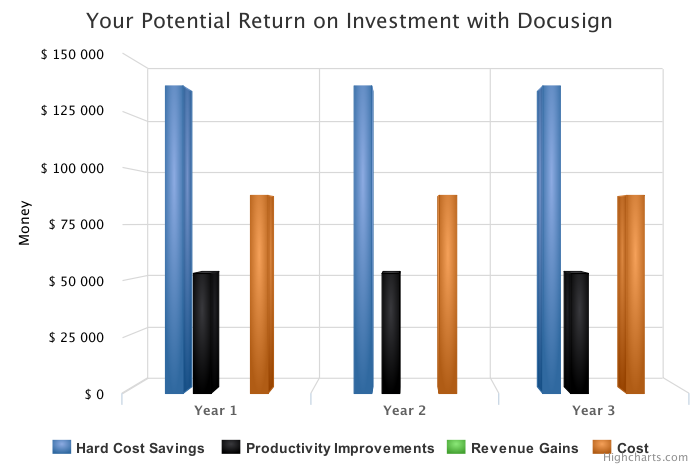 Your Potential Return on Investment with Docusign
$ 150 000
$ 125 000
$ 100 000
$ 75 000
$ 50 000
$ 25 000
$ 0
Money
Year 1
Year 2
Year 3
Hard Cost Savings
Productivity Improvements
Revenue Gains
Cost
Highcharts.com